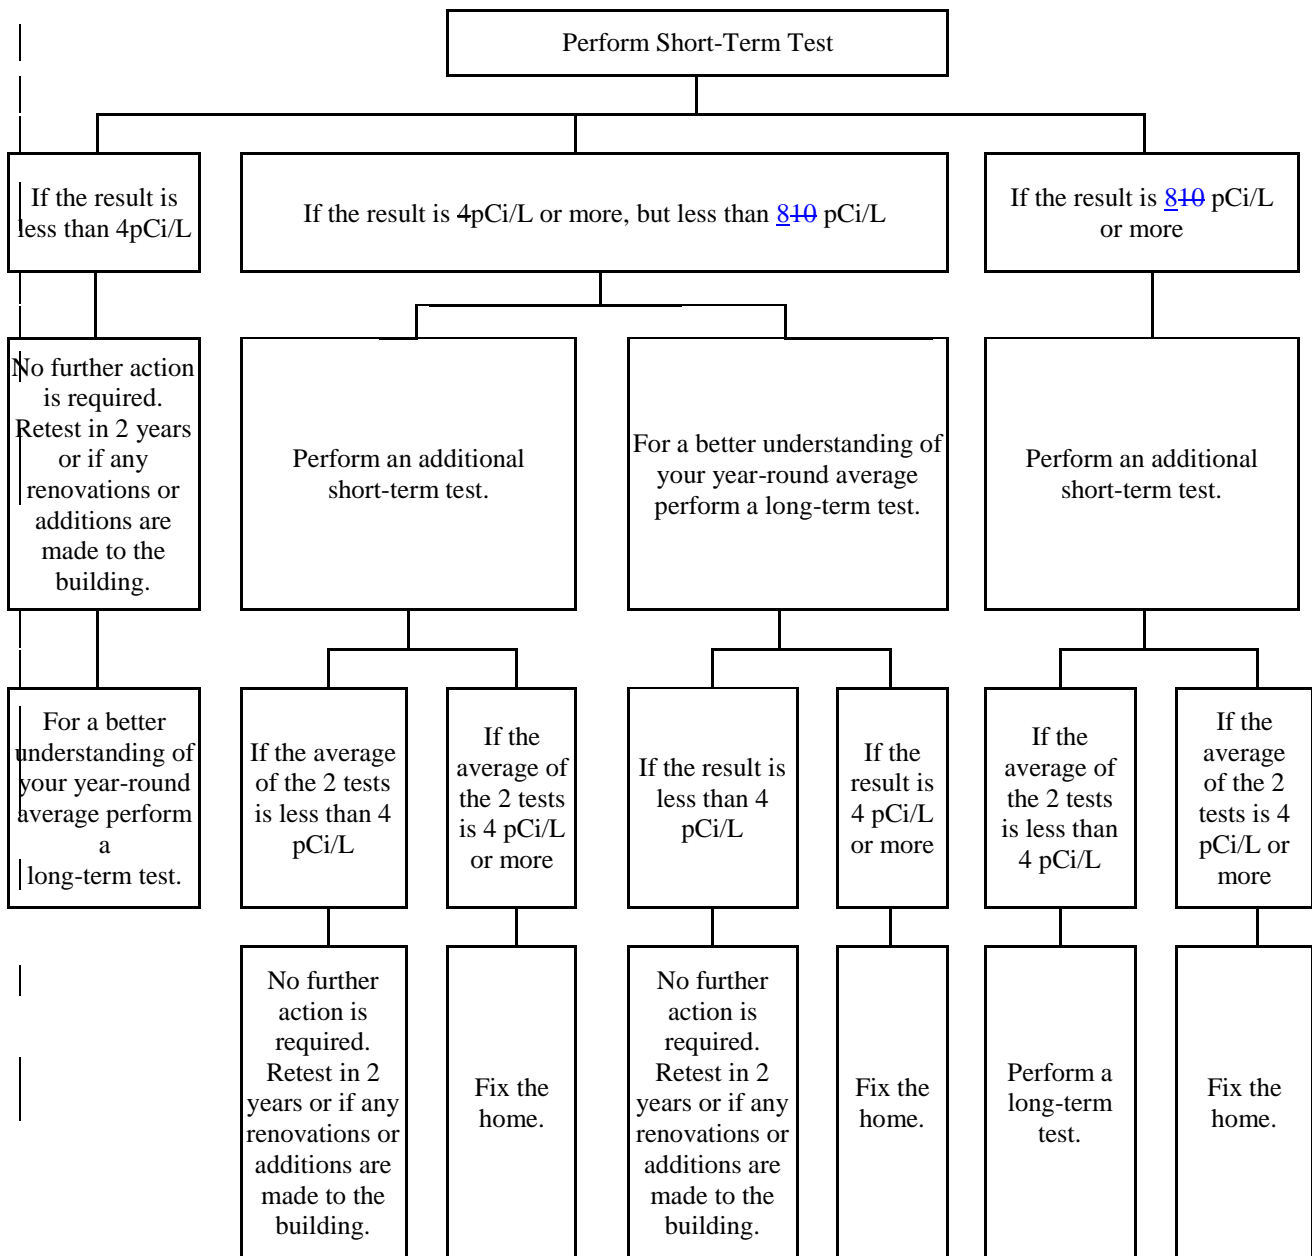 Perform Short-Term Test
If the result is
less than 4pCi/L
If the result is 4pCi/L or more, but less than 810 pCi/L
If the result is 810 pCi/L
or more
No further action
is required.
Retest in 2 years
or if any
renovations or
additions are
made to the
building.
Perform an additional
short-term test.
For a better understanding of
your year-round average
perform a long-term test.
Perform an additional
short-term test.
For a better
understanding of
your year-round
average perform
a
long-term test.
If the average
of the 2 tests
is less than 4
pCi/L
If the
average of
the 2 tests
is 4 pCi/L
or more
If the result is
less than 4
pCi/L
If the
result is
4 pCi/L
or more
If the
average of
the 2 tests
is less than
4 pCi/L
If the
average
of the 2
tests is 4
pCi/L or
more
No further
action is
required.
Retest in 2
years or if any
renovations or
additions are
made to the
building.
Fix the
home.
No further
action is
required.
Retest in 2
years or if any
renovations or
additions are
made to the
building.
Fix the
home.
Perform a
long-term
test.
Fix the
home.